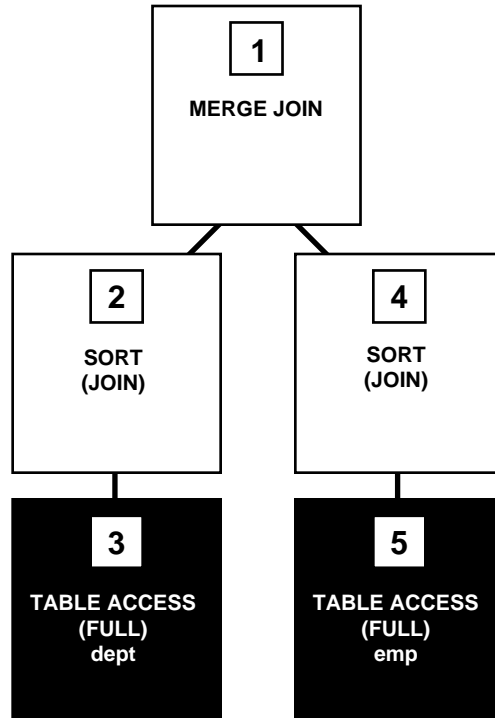 1
MERGE JOIN
2
SORT
(JOIN)
4
SORT
(JOIN)
3
TABLE ACCESS
(FULL)
dept
5
TABLE ACCESS
(FULL)
emp